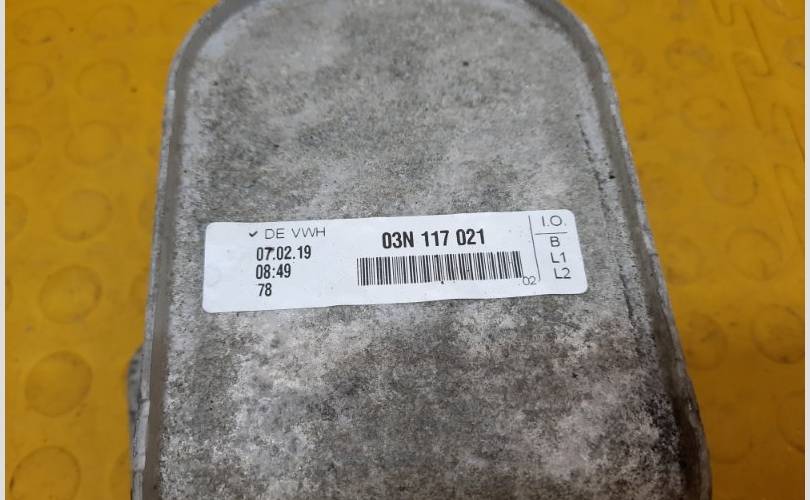 ✓ DE VWH
07.02.19
08:49
78
03N 117 021
02
I.O.
B
L1
L2